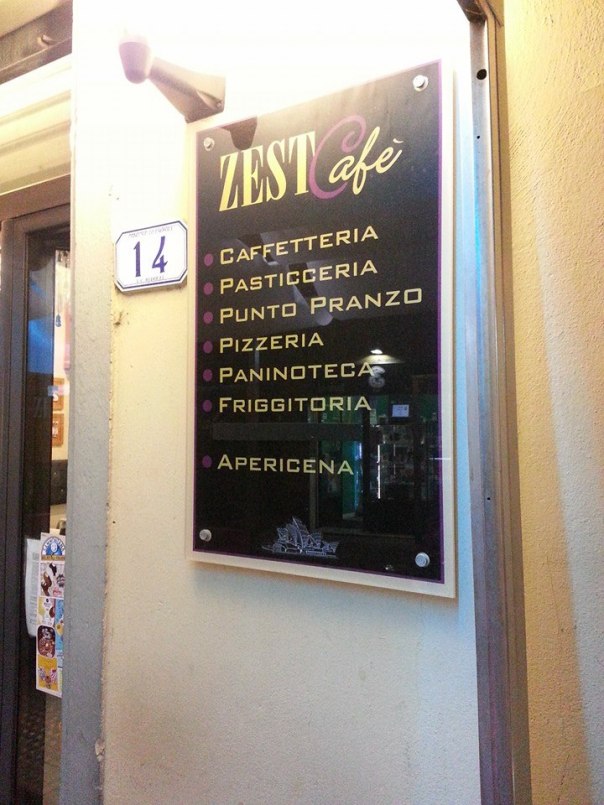 ZEST Cafè
14
CAFFETTERIA
PASTICCERIA
PUNTO PRANZO
PIZZERIA
PANINOTECA
FRIGGITORIA
APERICENA